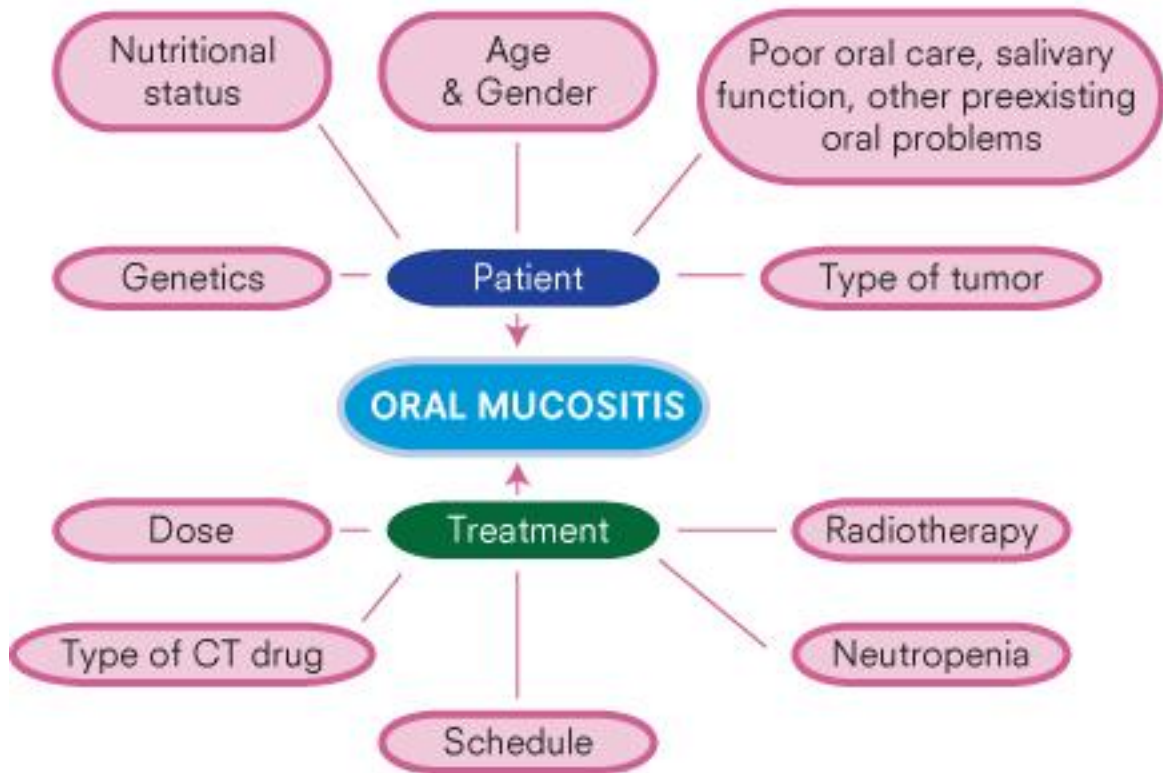 Nutritional
status
Age
& Gender
Poor oral care, salivary
function, other preexisting
oral problems
Genetics
Patient
Type of tumor
ORAL MUCOSITIS
Dose
Treatment
Radiotherapy
Type of CT drug
Neutropenia
Schedule